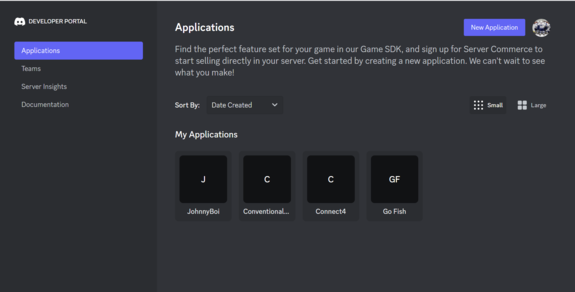 DEVELOPER PORTAL
Applications
Teams
Server Insights
Documentation
Applications
New Application
Find the perfect feature set for your game in our Game SDK, and sign up for Server Commerce to
start selling directly in your server. Get started by creating a new application. We can't wait to see
what you make!
Sort By: Date Created
Small Large
My Applications
J C C GF
JohnnyBoi Conventional... Connect4 Go Fish